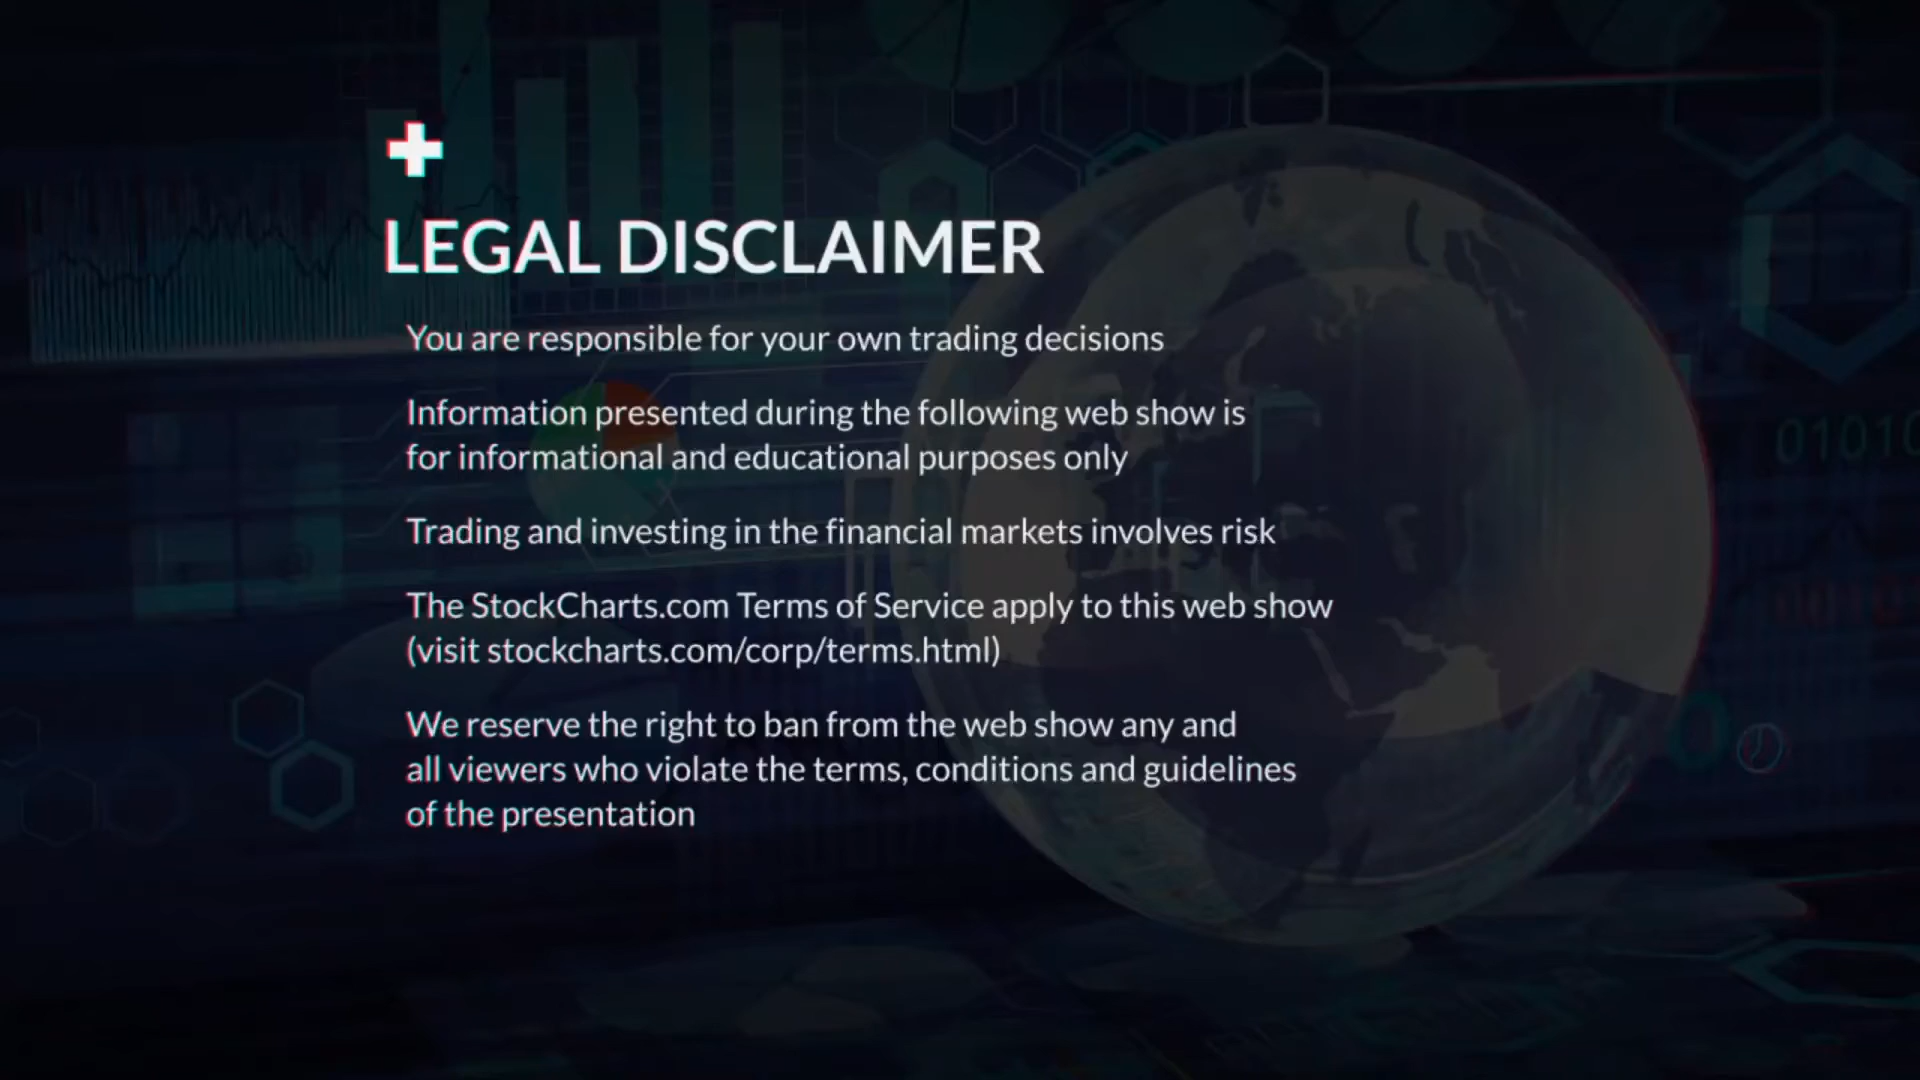 LEGAL DISCLAIMER
You are responsible for your own trading decisions
Information presented during the following web show is
for informational and educational purposes only
Trading and investing in the financial markets involves risk
The StockCharts.com Terms of Service apply to this web show
(visit stockcharts.com/corp/terms.html)
We reserve the right to ban from the web show any and
all viewers who violate the terms, conditions and guidelines
of the presentation
01010